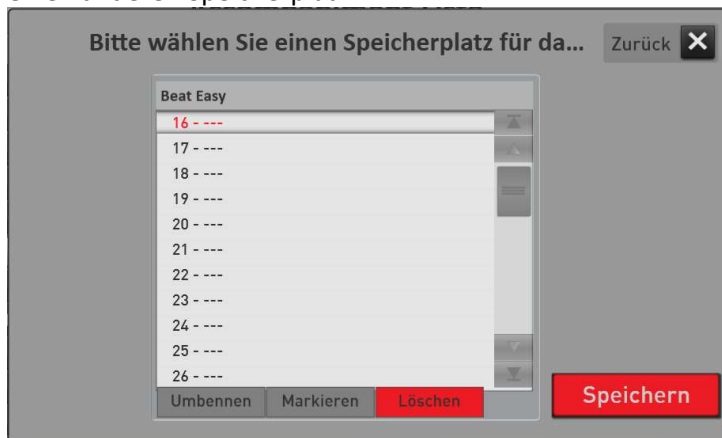 Bitte wählen Sie einen Speicherplatz für da... Zurück X
Beat Easy
16 - ---
17 - ---
18 - ---
19 - ---
20 - ---
21 - ---
22 - ---
23 - ---
24 - ---
25 - ---
26 - ---
Umbennen Markieren Löschen
Speichern